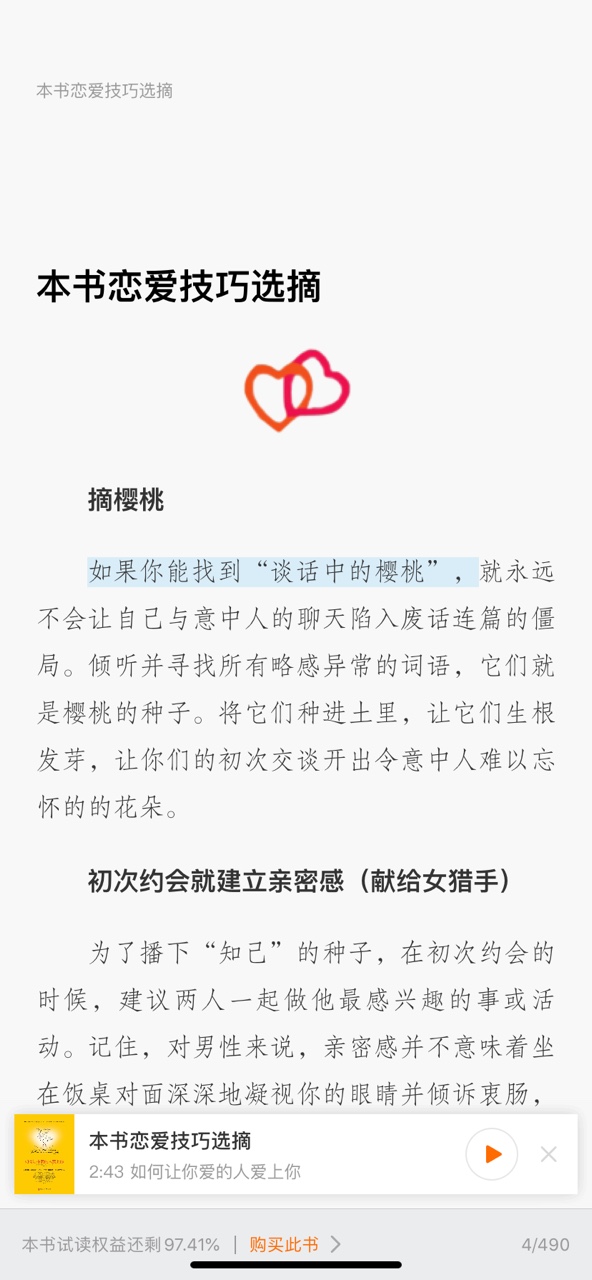 本书恋爱技巧选摘
本书恋爱技巧选摘
摘樱桃
如果你能找到“谈话中的樱桃”，就永远
不会让自己与意中人的聊天陷入废话连篇的僵
局。倾听并寻找所有略感异常的词语，它们就
是樱桃的种子。将它们种进土里，让它们生根
发芽，让你们的初次交谈开出令意中人难以忘
怀的的花朵。
初次约会就建立亲密感（献给女猎手）
为了播下“知己”的种子，在初次约会的
时候，建议两人一起做他最感兴趣的事或活
动。记住，对男性来说，亲密感并不意味着坐
在饭桌对面深深地凝视你的眼睛并倾诉衷肠，
本书恋爱技巧选摘
2:43 如何让你爱的人爱上你
本书试读权益还剩97.41% | 购买此书
4/490